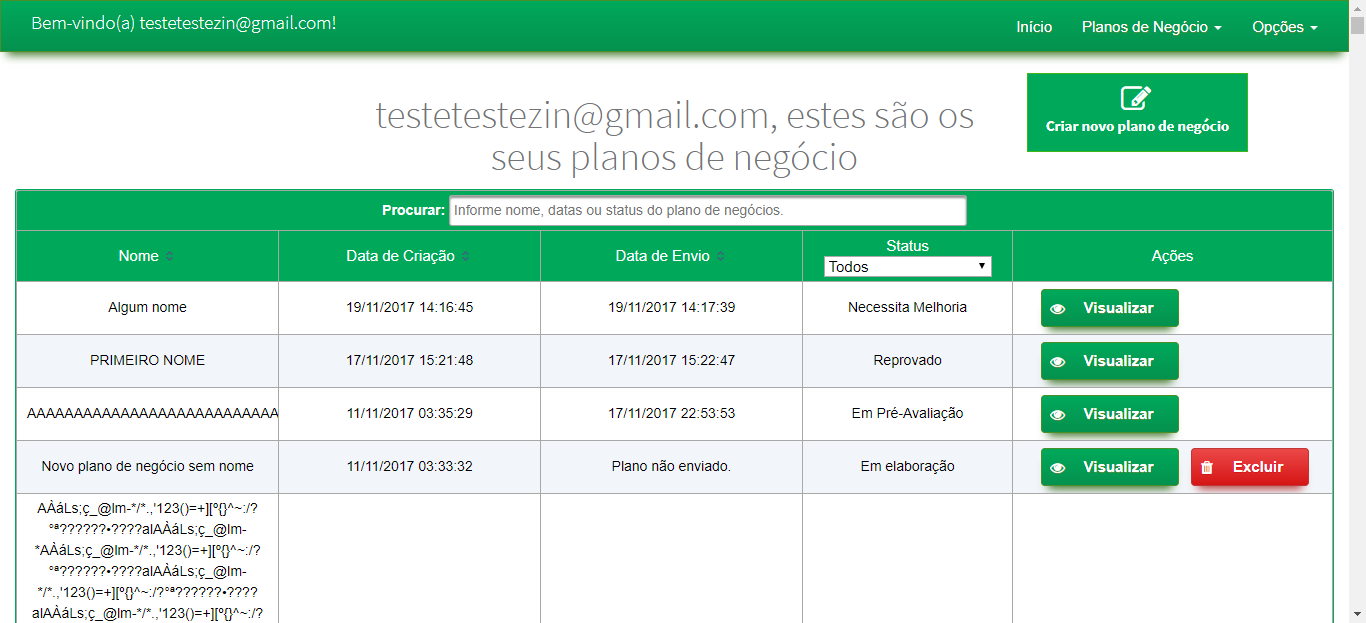 Bem-vindo(a) testetestezin@gmail.com!
Início Planos de Negócio Opções
testetestezin@gmail.com, estes são os
seus planos de negócio
Criar novo plano de negócio
Procurar: Informe nome, datas ou status do plano de negócios.
Nome Data de Criação Data de Envio Status Ações
Todos
Algum nome 19/11/2017 14:16:45 19/11/2017 14:17:39 Necessita Melhoria Visualizar
PRIMEIRO NOME 17/11/2017 15:21:48 17/11/2017 15:22:47 Reprovado Visualizar
AAAAAAAAAAAAAAAAAAAAAAAAAAA 11/11/2017 03:35:29 17/11/2017 22:53:53 Em Pré-Avaliação Visualizar
Novo plano de negócio sem nome 11/11/2017 03:33:32 Plano não enviado. Em elaboração Visualizar Excluir
AÀáLs;ç_@lm-*/*.,'123()=+][º{}^~:/?
°ª??????•????alAÀáLs;ç_@lm-
*AÀáLs;ç_@lm-*/*.,'123()=+][º{}^~:/?
°ª??????•????alAÀáLs;ç_@lm-
*/*.,'123()=+][º{}^~:/?°ª??????•????
alAÀáLs;ç_@lm-*/*.,'123()=+][º{}^~:/?